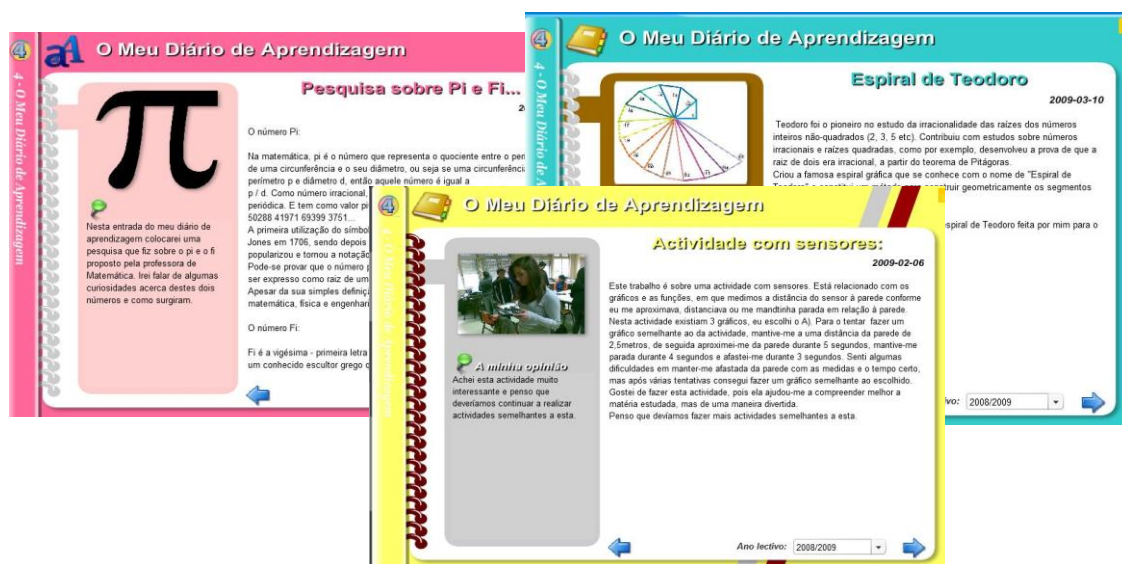 4
4 - O Meu Diário de Aprendizagem
O Meu Diário de Aprendizagem
Pesquisa sobre Pi e Fi...
Nesta entrada do meu diário de
aprendizagem colocarei uma
pesquisa que fiz sobre o pi e o fi
proposto pela professora de
Matemática. Irei falar de algumas
curiosidades acerca destes dois
números e como surgiram.
O número Pi:
Na matemática, pi é o número que representa o quociente entre o
de uma circunferência e o seu diâmetro, ou seja se uma
perímetro p e diâmetro d, então aquele número é igual a
p / d. Como número irracional,
periódica. E tem como valor
50288 41971 69399 3751...
A primeira utilização do
Jones em 1706, sendo depois
popularizou e tornou a
Pode-se provar que o número
ser expresso como raiz de
Apesar da sua simples
matemática, física e
O número Fi:
Fi é a vigésima - primeira letra
um conhecido escultor grego
4
O Meu Diário de Aprendizagem
Espiral de Teodoro
2009-03-10
Teodoro foi o pioneiro no estudo da irracionalidade das raízes dos números
inteiros não-quadrados (2, 3, 5 etc). Contribuiu com estudos sobre números
irracionais e raízes quadradas, como por exemplo, desenvolveu a prova de que a
raiz de dois era irracional, a partir do teorema de Pitágoras.
Criou a famosa espiral gráfica que se conhece com o nome de "Espiral de
geometricamente os segmentos
espiral de Teodoro feita por mim para o
2008/2009
4
4 - O Meu Diário de Aprendizagem
O Meu Diário de Aprendizagem
Actividade com sensores:
2009-02-06
A minha opinião
Achei esta actividade muito
interessante e penso que
deveríamos continuar a realizar
actividades semelhantes a esta.
Este trabalho é sobre uma actividade com sensores. Está relacionado com os
gráficos e as funções, em que medimos a distância do sensor à parede conforme
eu me aproximava, distanciava ou me mandtinha parada em relação à parede.
Nesta actividade existiam 3 gráficos, eu escolhi o A). Para o tentar fazer um
gráfico semelhante ao da actividade, mantive-me a uma distância da parede de
2,5metros, de seguida aproximei-me da parede durante 5 segundos, mantive-me
parada durante 4 segundos e afastei-me durante 3 segundos. Senti algumas
dificuldades em manter-me afastada da parede com as medidas e o tempo certo,
mas após várias tentativas consegui fazer um gráfico semelhante ao escolhido.
Gostei de fazer esta actividade, pois ela ajudou-me a compreender melhor a
matéria estudada, mas de uma maneira divertida.
Penso que devíamos fazer mais actividades semelhantes a esta.
Ano lectivo: 2008/2009